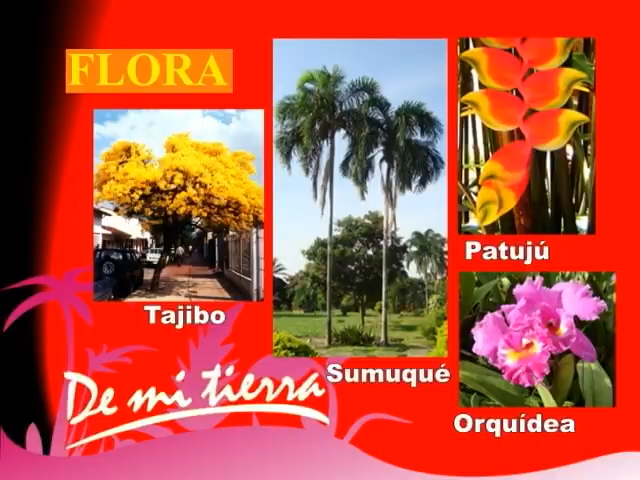 FLORA
Tajibo
Sumuqué
Patujú
Orquídea
De mi tierra